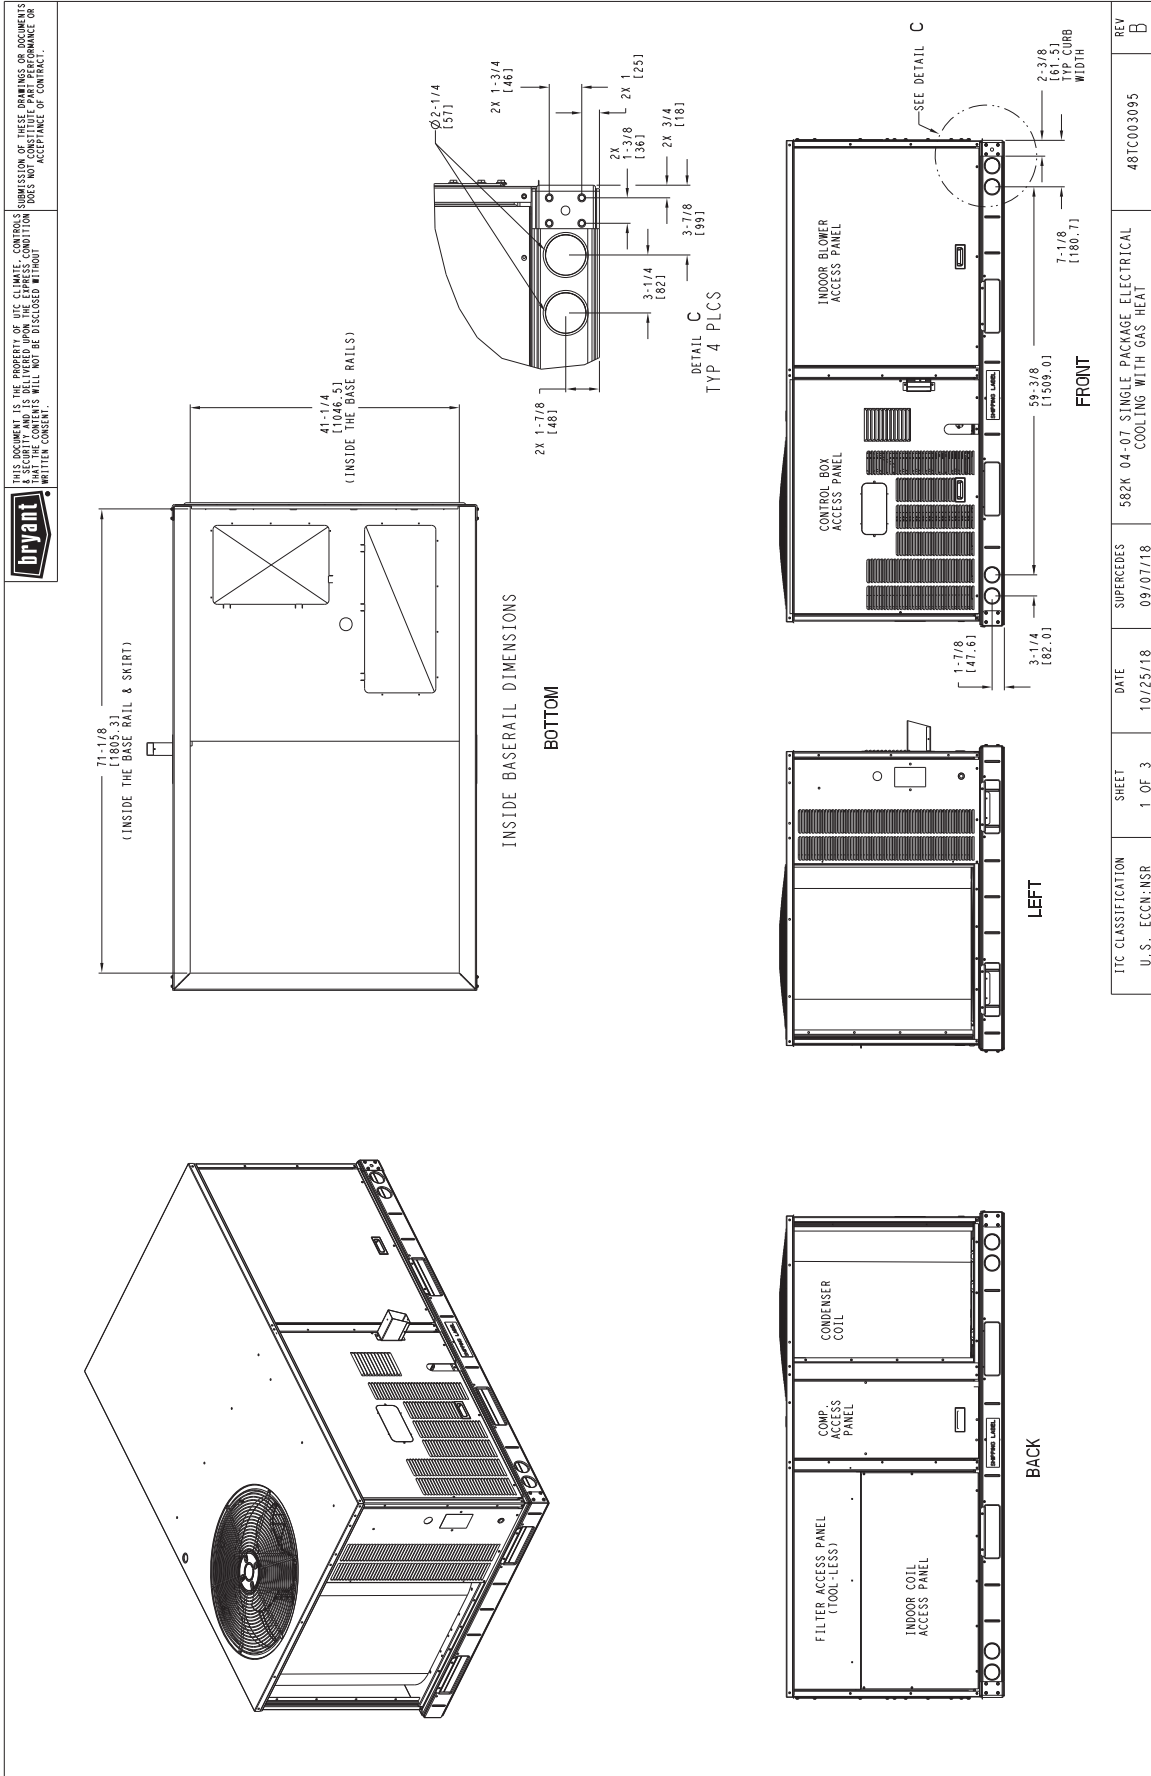 bryant
THIS DOCUMENT IS THE PROPERTY OF UTC CLIMATE, CONTROLS
& SECURITY AND IS DELIVERED UPON THE EXPRESS CONDITION
THAT THE CONTENTS WILL NOT BE DISCLOSED WITHOUT
WRITTEN CONSENT.
SUBMISSION OF THESE DRAWINGS OR DOCUMENTS
DOES NOT CONSTITUTE PART PERFORMANCE OR
ACCEPTANCE OF CONTRACT.
71-1/8
[1805.3]
(INSIDE THE BASE RAIL & SKIRT)
41-1/4
[1046.5]
(INSIDE THE BASE RAILS)
INSIDE BASERAIL DIMENSIONS
BOTTOM
Ø2-1/4
[57]
2X 1-3/4
[46]
2X 1
[25]
2X
1-3/8
[36]
2X 3/4
[18]
3-7/8
[99]
3-1/4
[82]
2X 1-7/8
[48]
DETAIL C
TYP 4 PLCS
FILTER ACCESS PANEL
(TOOL-LESS)
INDOOR COIL
ACCESS PANEL
COMP.
ACCESS
PANEL
CONDENSER
COIL
SHIPPING LABEL
BACK
LEFT
CONTROL BOX
ACCESS PANEL
INDOOR BLOWER
ACCESS PANEL
SEE DETAIL C
SHIPPING LABEL
1-7/8
[47.6]
3-1/4
[82.0]
59-3/8
[1509.0]
7-1/8
[180.7]
2-3/8
[61.5]
TYP CURB
WIDTH
FRONT
ITC CLASSIFICATION
U.S. ECCN:NSR
SHEET
1 OF 3
DATE
10/25/18
SUPERCEDES
09/07/18
582K 04-07 SINGLE PACKAGE ELECTRICAL
COOLING WITH GAS HEAT
48TC003095
REV
B